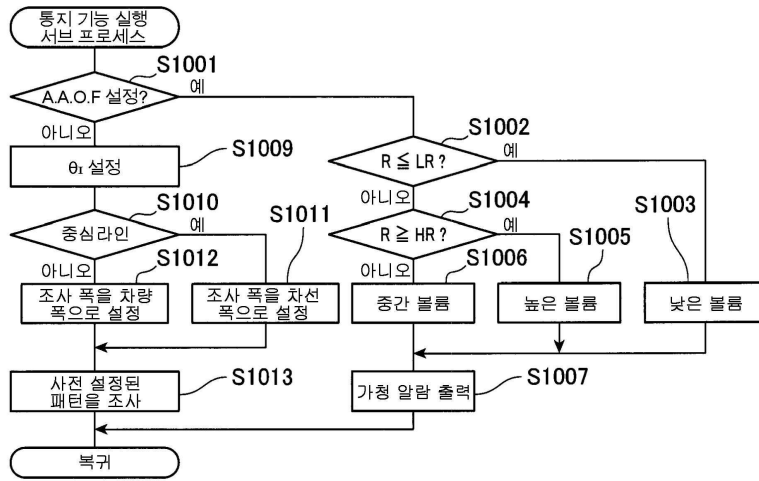 통지 기능 실행
서브 프로세스
S1001
A.A.O.F 설정?
예
아니오
S1002
R ≦ LR ?
예
아니오
θI 설정
S1009
S1004
R ≧ HR ?
예
아니오
S1010
중심라인
예
아니오
S1011
S1012
S1003
S1005
S1006
조사 폭을 차량
폭으로 설정
조사 폭을 차선
폭으로 설정
중간 볼륨
높은 볼륨
낮은 볼륨
사전 설정된
패턴을 조사
S1013
가청 알람 출력
S1007
복귀